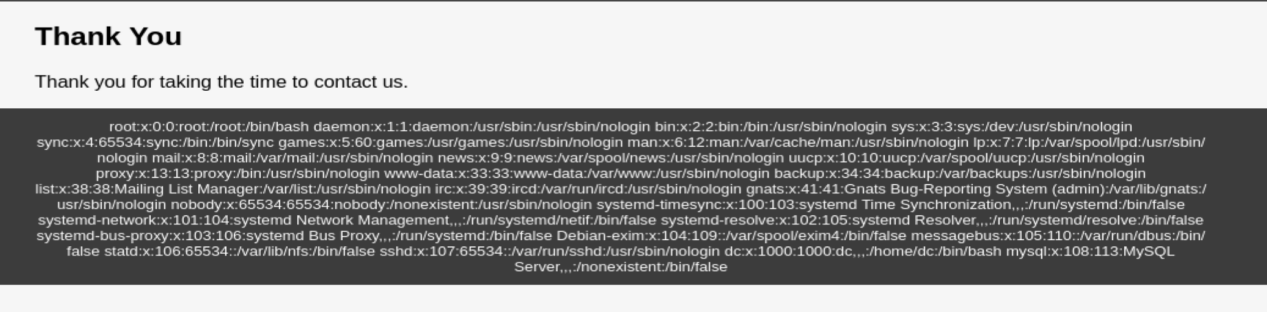 Thank You
Thank you for taking the time to contact us.
root:x:0:0:root:/root:/bin/bash daemon:x:1:1:daemon:/usr/sbin:/usr/sbin/nologin bin:x:2:2:bin:/bin:/usr/sbin/nologin sys:x:3:3:sys:/dev:/usr/sbin/nologin
sync:x:4:65534:sync:/bin:/bin/sync games:x:5:60:games:/usr/games:/usr/sbin/nologin man:x:6:12:man:/var/cache/man:/usr/sbin/nologin lp:x:7:7:lp:/var/spool/lpd:/usr/sbin/
nologin mail:x:8:8:mail:/var/mail:/usr/sbin/nologin news:x:9:9:news:/var/spool/news:/usr/sbin/nologin uucp:x:10:10:uucp:/var/spool/uucp:/usr/sbin/nologin
proxy:x:13:13:proxy:/bin:/usr/sbin/nologin www-data:x:33:33:www-data:/var/www:/usr/sbin/nologin backup:x:34:34:backup:/var/backups:/usr/sbin/nologin
list:x:38:38:Mailing List Manager:/var/list:/usr/sbin/nologin irc:x:39:39:ircd:/var/run/ircd:/usr/sbin/nologin gnats:x:41:41:Gnats Bug-Reporting System (admin):/var/lib/gnats:/
usr/sbin/nologin nobody:x:65534:65534:nobody:/nonexistent:/usr/sbin/nologin systemd-timesync:x:100:103:systemd Time Synchronization,,,:/run/systemd:/bin/false
systemd-network:x:101:104:systemd Network Management,,,:/run/systemd/netif:/bin/false systemd-resolve:x:102:105:systemd Resolver,,,:/run/systemd/resolve:/bin/false
systemd-bus-proxy:x:103:106:systemd Bus Proxy,,,:/run/systemd:/bin/false Debian-exim:x:104:109::/var/spool/exim4:/bin/false messagebus:x:105:110::/var/run/dbus:/bin/
false statd:x:106:65534::/var/lib/nfs:/bin/false sshd:x:107:65534::/var/run/sshd:/usr/sbin/nologin dc:x:1000:1000:dc,,,:/home/dc:/bin/bash mysql:x:108:113:MySQL
Server,,,:/nonexistent:/bin/false